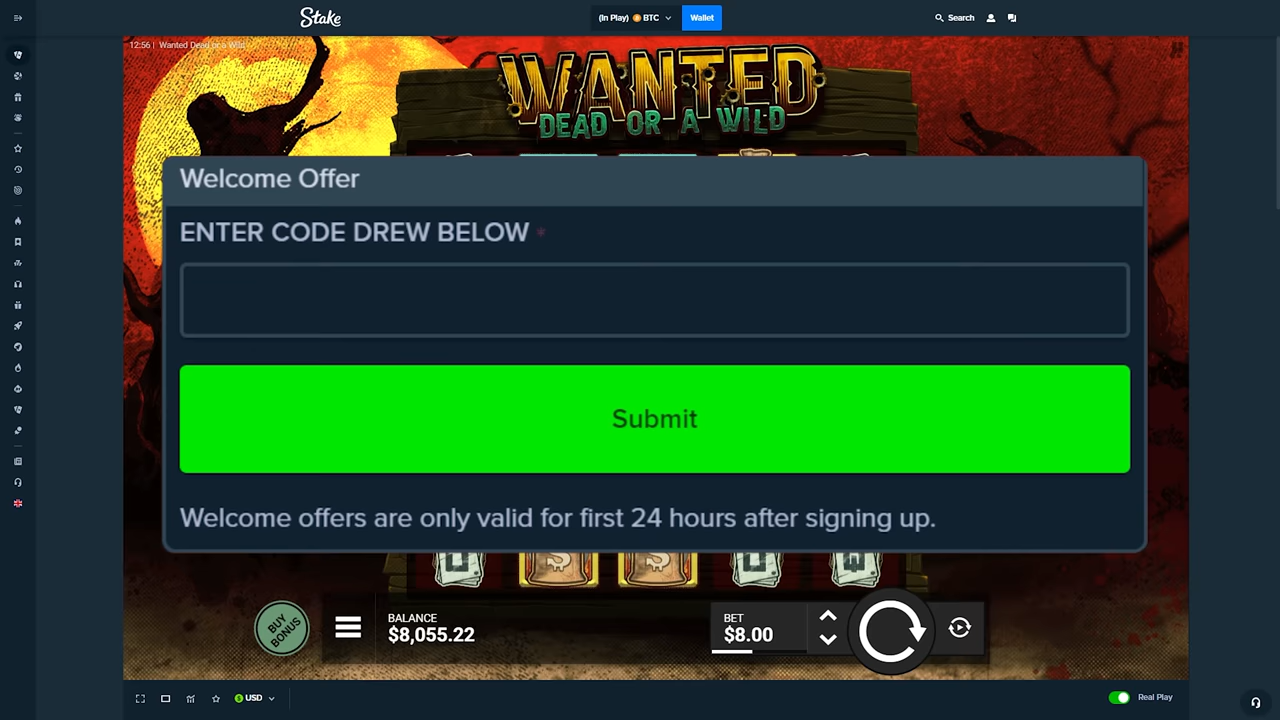 Stake
(In Play) BTC
Wallet
Search
12:56 | Wanted Dead or a Wild
WANTED
DEAD OR A WILD
Welcome Offer
ENTER CODE DREW BELOW *
Submit
Welcome offers are only valid for first 24 hours after signing up.
BUY BONUS
BALANCE
$8,055.22
BET
$8.00
USD
Real Play